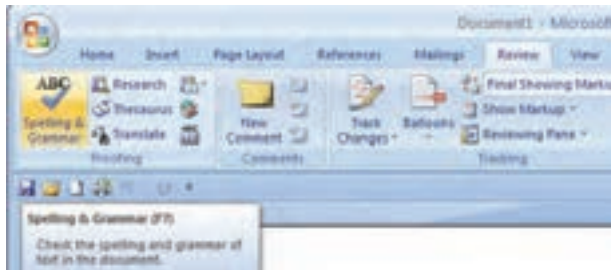 Document1 - Microsoft
Home Insert Page Layout References Mailings Review View
ABC Research Final Showing Marku
Thesaurus Show Markup
Spelling & Grammar Translate New Comment Track Changes Balloons Reviewing Pane
Proofing Comments Tracking
Spelling & Grammar (F7)
Check the spelling and grammar of
text in the document.